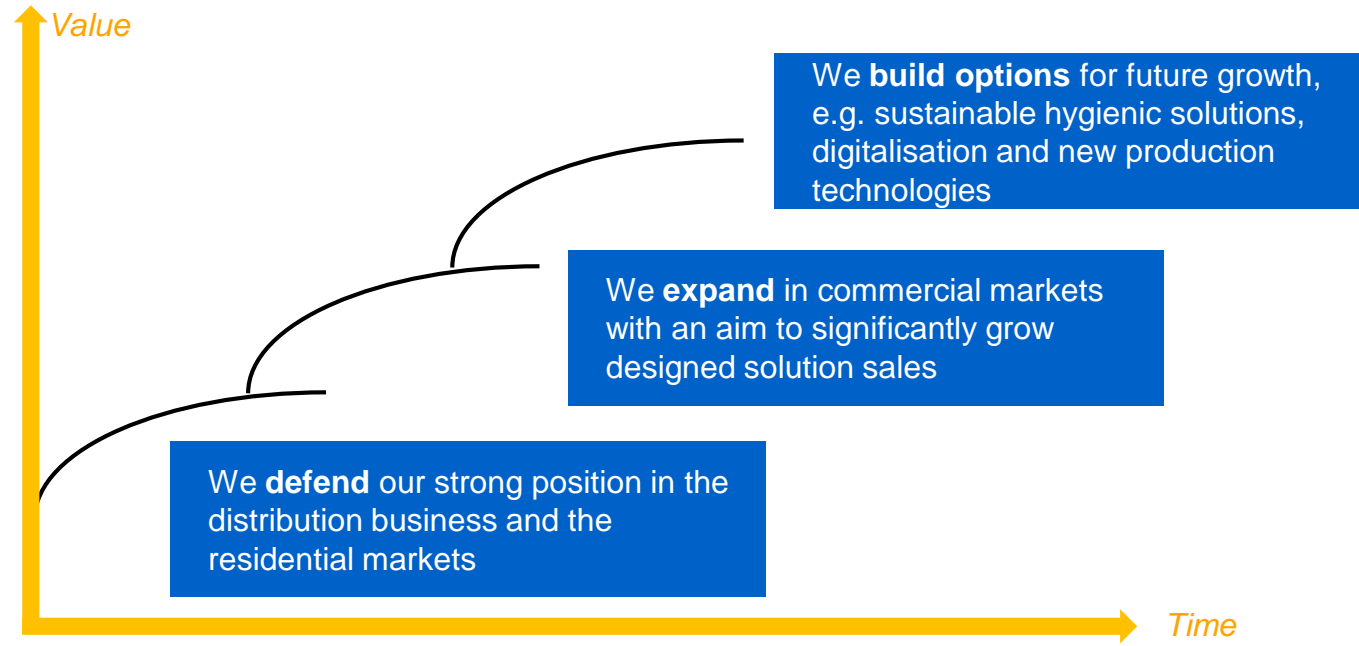 Value
We build options for future growth,
e.g. sustainable hygienic solutions,
digitalisation and new production
technologies
We expand in commercial markets
with an aim to significantly grow
designed solution sales
We defend our strong position in the
distribution business and the
residential markets
Time